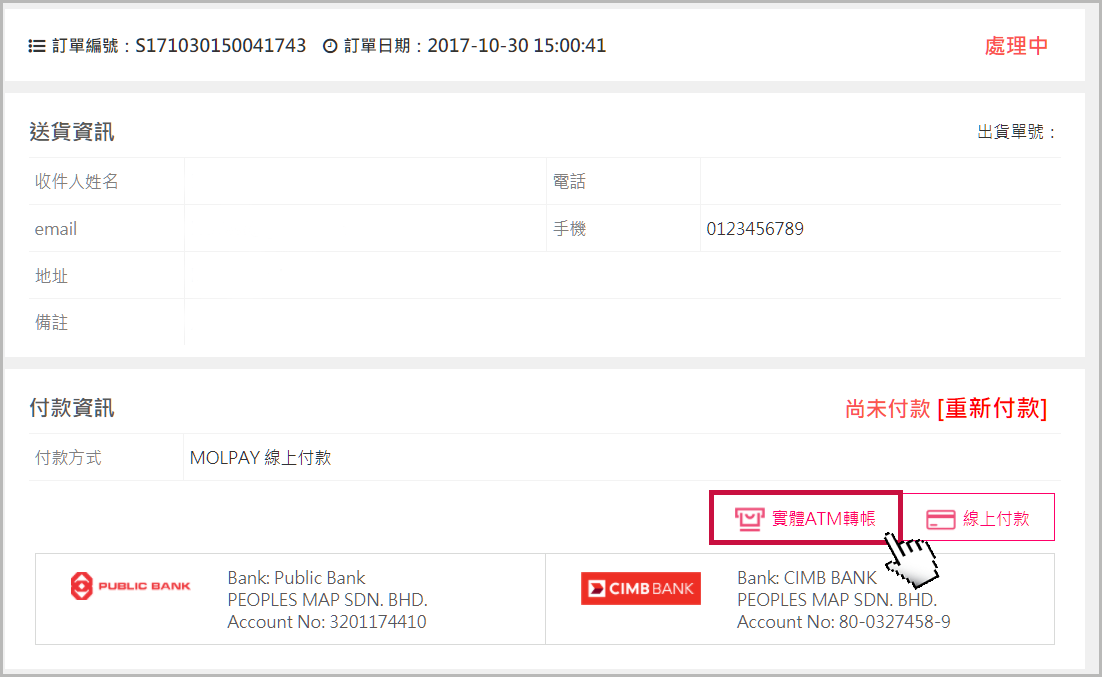 訂單編號：S171030150041743 訂單日期：2017-10-30 15:00:41 處理中
送貨資訊 出貨單號：
收件人姓名 電話
email 手機 0123456789
地址
備註
付款資訊 尚未付款 [重新付款]
付款方式 MOLPAY 線上付款
實體ATM轉帳 線上付款
PUBLIC BANK
Bank: Public Bank
PEOPLES MAP SDN. BHD.
Account No: 3201174410
CIMB BANK
Bank: CIMB BANK
PEOPLES MAP SDN. BHD.
Account No: 80-0327458-9